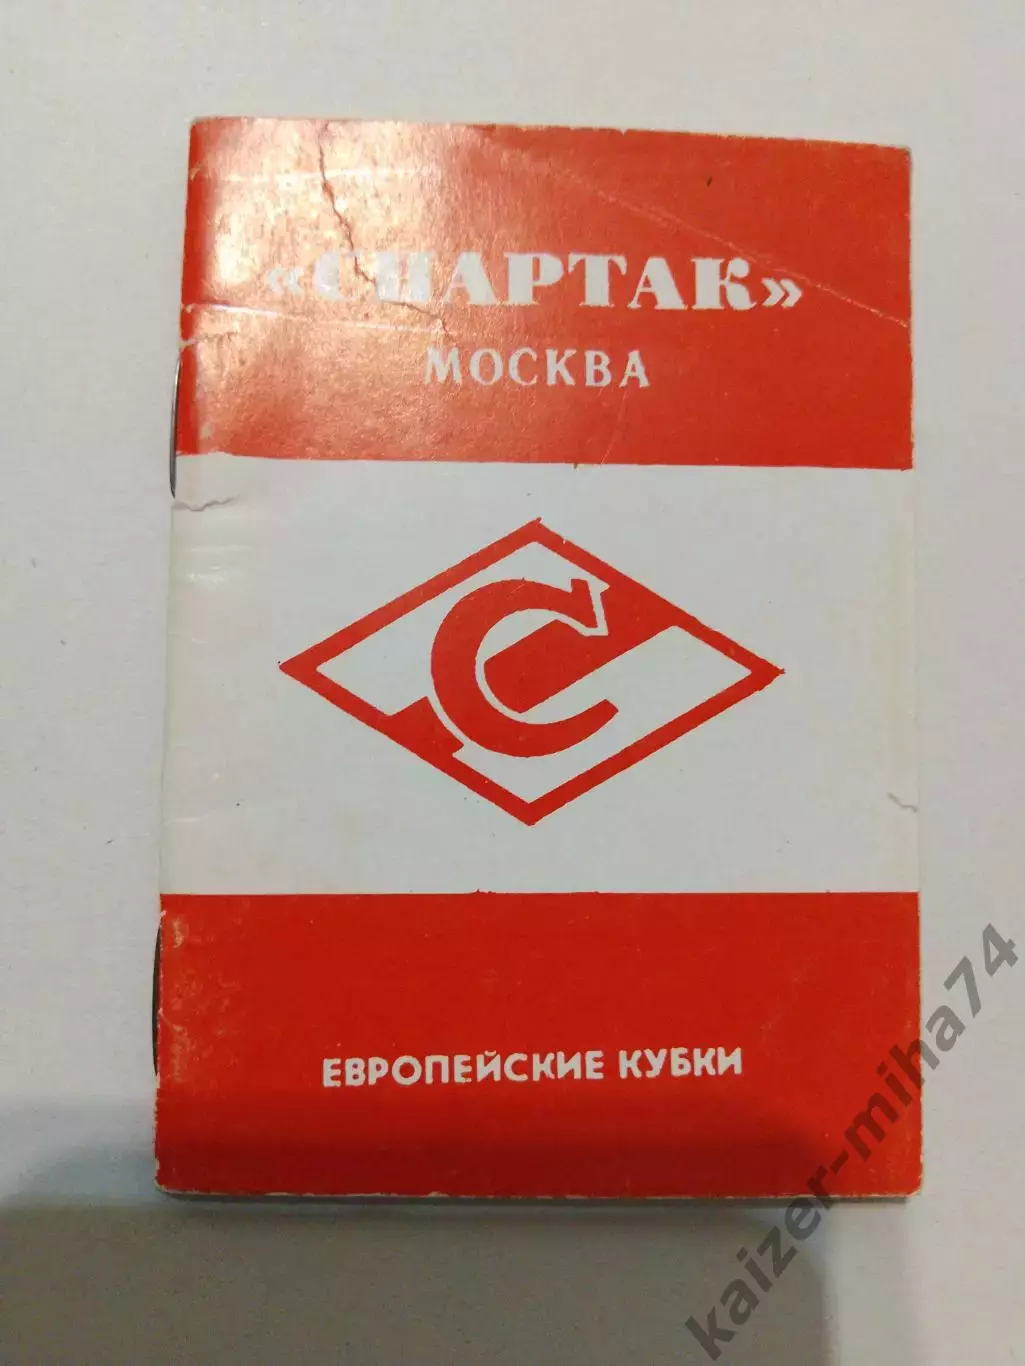 «СПАРТАК»
МОСКВА
С
ЕВРОПЕЙСКИЕ КУБКИ
kaizer-miha74